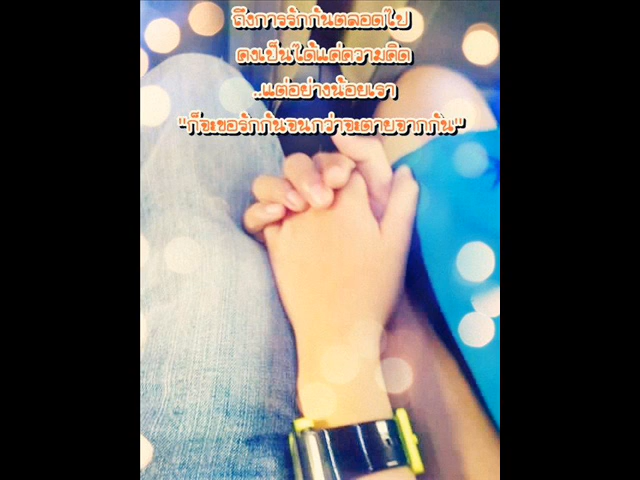 ถึงการรักกันตลอดไป
คงเป็นได้แค่ความคิด
..แต่อย่างน้อยเรา
"ก็จะขอรักกันจนกว่าจะตายจากกัน"